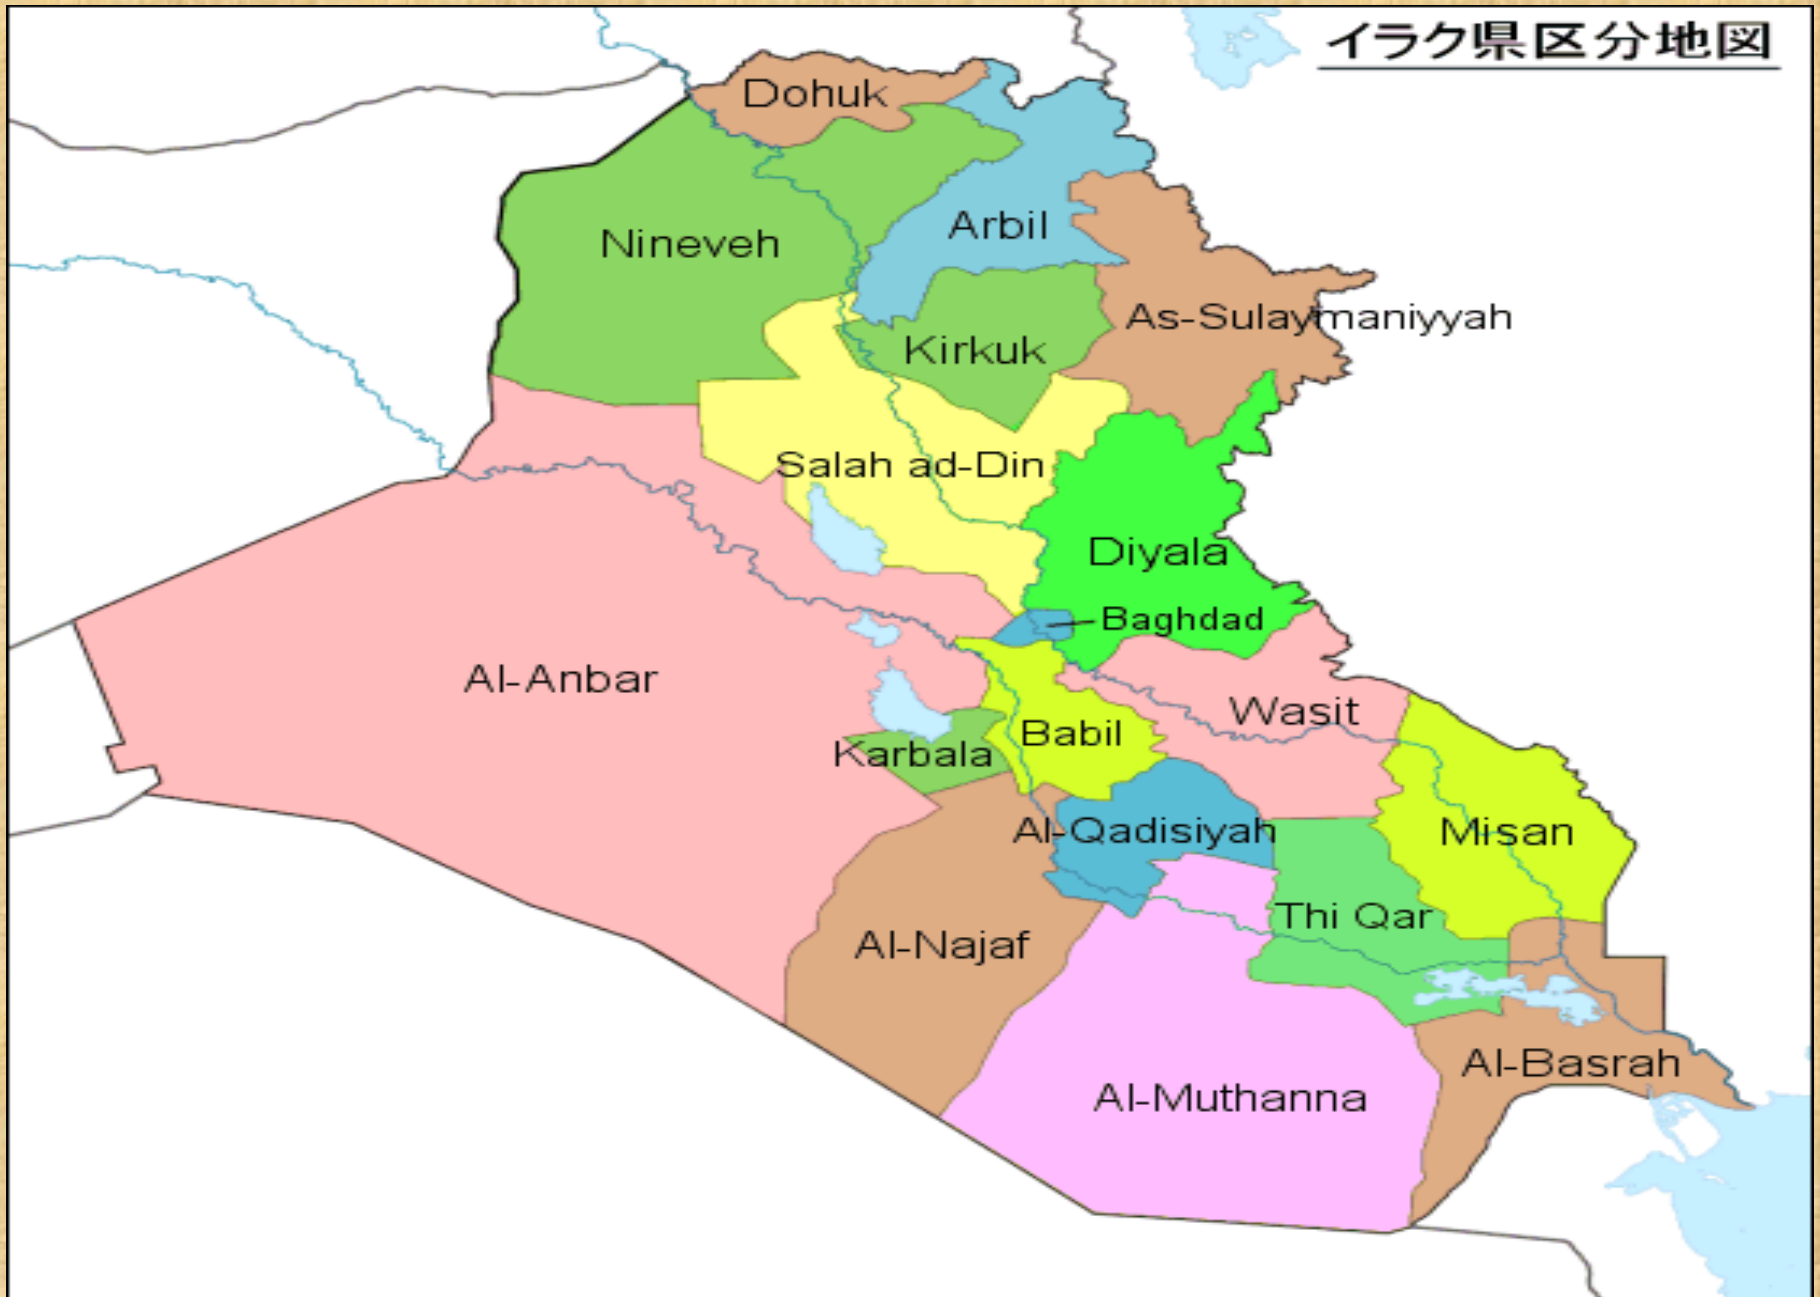 イラク県区分地図
Dohuk
Arbil
Nineveh
As-Sulaymaniyyah
Kirkuk
Salah ad-Din
Diyala
Baghdad
Al-Anbar
Wasit
Babil
Karbala
Al-Qadisiyah
Misan
Thi Qar
Al-Najaf
Al-Basrah
Al-Muthanna